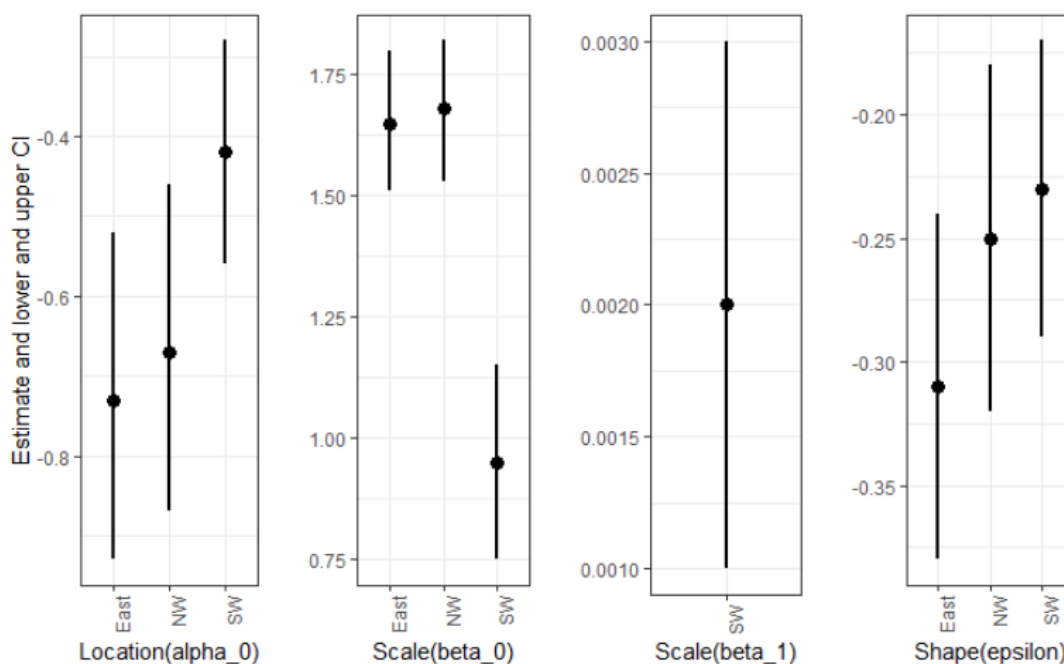 Estimate and lower and upper CI
-0.4
-0.6
-0.8
East
NW
SW
Location(alpha_0)
1.75
1.50
1.25
1.00
0.75
East
NW
SW
Scale(beta_0)
0.0030
0.0025
0.0020
0.0015
0.0010
SW
Scale(beta_1)
-0.20
-0.25
-0.30
-0.35
East
NW
SW
Shape(epsilon)